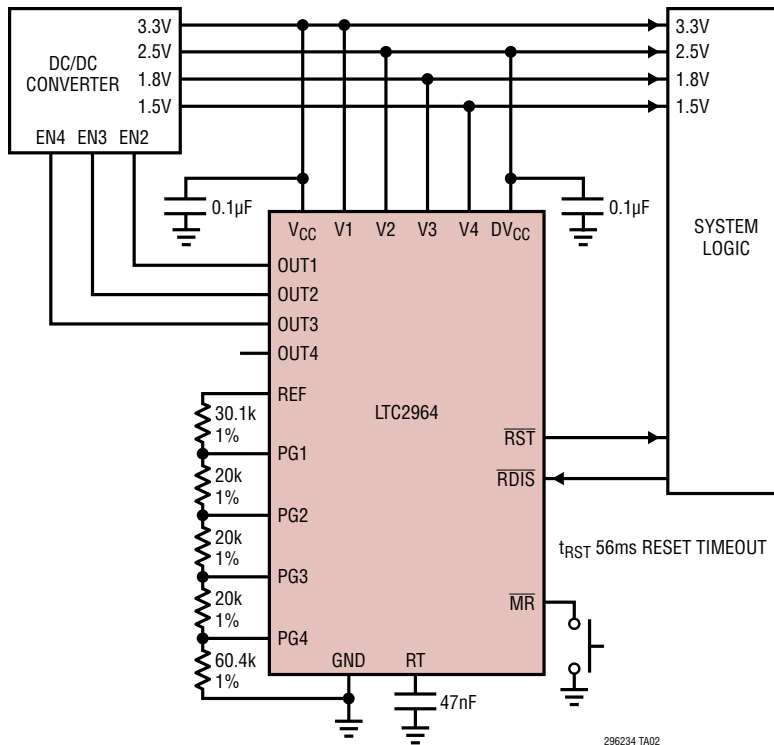 DC/DC
CONVERTER
3.3V
2.5V
1.8V
1.5V
EN4 EN3 EN2
3.3V
2.5V
1.8V
1.5V
SYSTEM
LOGIC
0.1µF
0.1µF
VCC V1 V2 V3 V4 DVCC
OUT1
OUT2
OUT3
OUT4
REF
LTC2964
30.1k
1%
PG1
20k
1%
PG2
20k
1%
PG3
20k
1%
PG4
60.4k
1%
RST
RDIS
tRST 56ms RESET TIMEOUT
MR
GND RT
47nF
296234 TA02